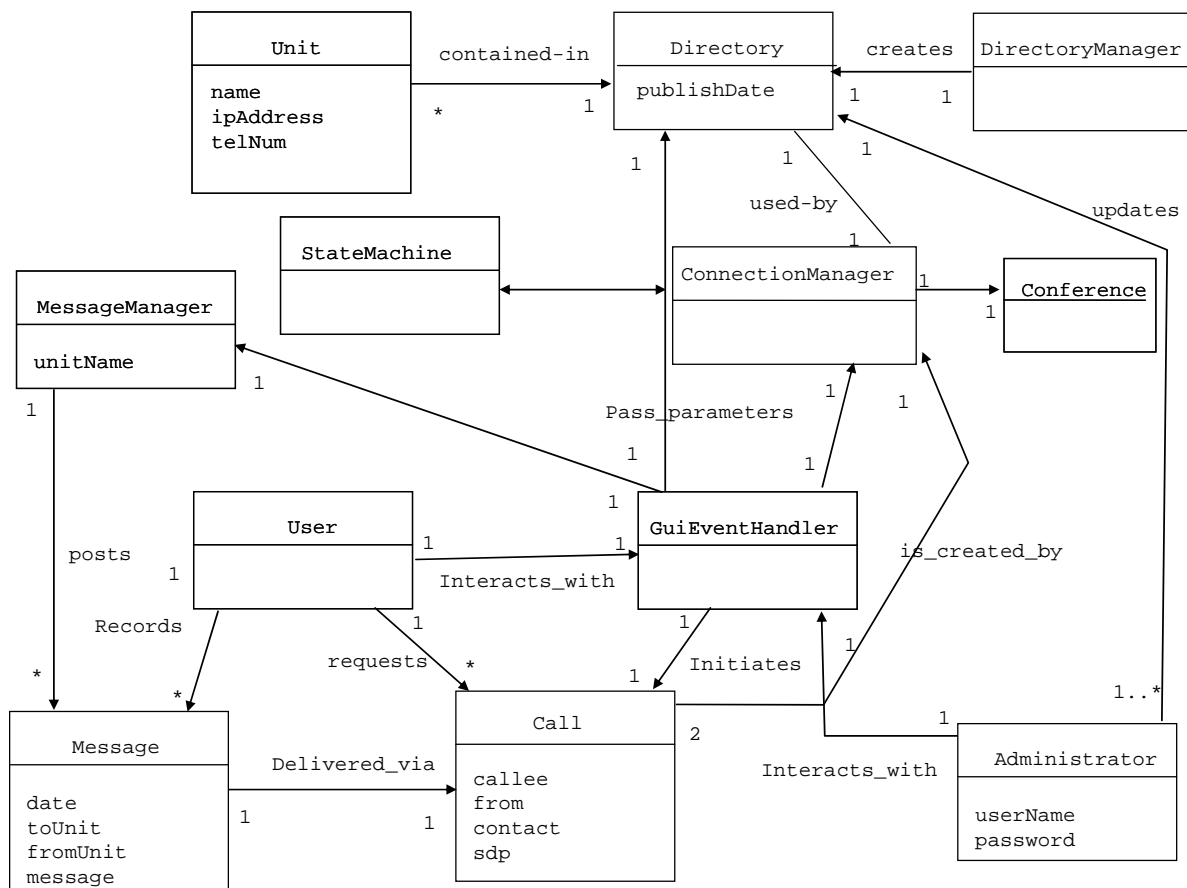 Unit
name
ipAddress
telNum
contained-in
*
1
Directory
publishDate
creates
1
1
DirectoryManager
1
1
1
used-by
updates
1
StateMachine
ConnectionManager
1
1
Conference
MessageManager
unitName
1
1
Pass_parameters
1
1
1
1
1
User
GuiEventHandler
posts
1
1
1
Interacts_with
is_created_by
Records
1
1
requests
*
Initiates
1
1
1
*
*
1..*
Message
date
toUnit
fromUnit
message
Delivered_via
1
1
Call
callee
from
contact
sdp
2
1
Interacts_with
Administrator
userName
password